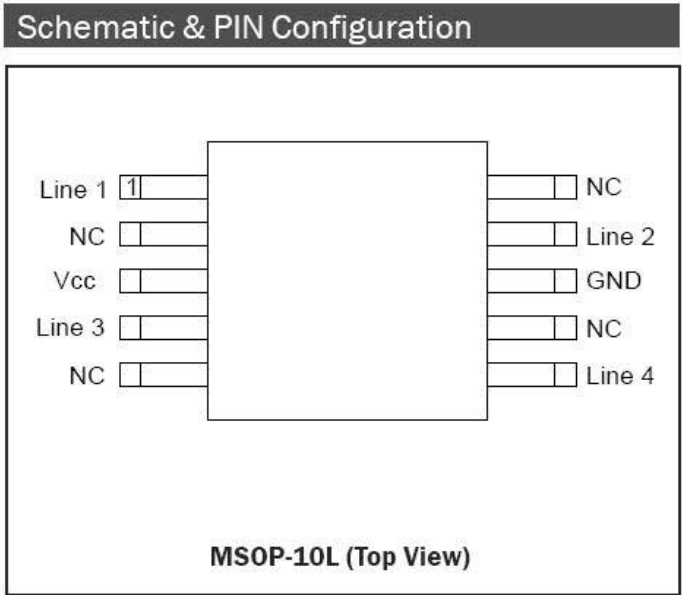 Schematic & PIN Configuration
Line 1 1 NC
NC Line 2
Vcc GND
Line 3 NC
NC Line 4
MSOP-10L (Top View)